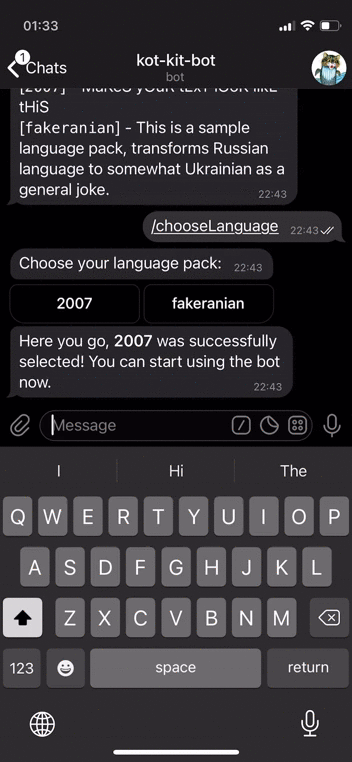 01:33
1
Chats
kot-kit-bot
bot
[2007] - MakeS yOuR tExT lOoK likE
tHiS
[fakeranian] - This is a sample
language pack, transforms Russian
language to somewhat Ukrainian as a
general joke.
22:43
/chooseLanguage
22:43
Choose your language pack:
22:43
2007
fakeranian
Here you go, 2007 was successfully
selected! You can start using the bot
now.
22:43
Message
I
Hi
The
Q W E R T Y U I O P
A S D F G H J K L
Z X C V B N M
123
space
return